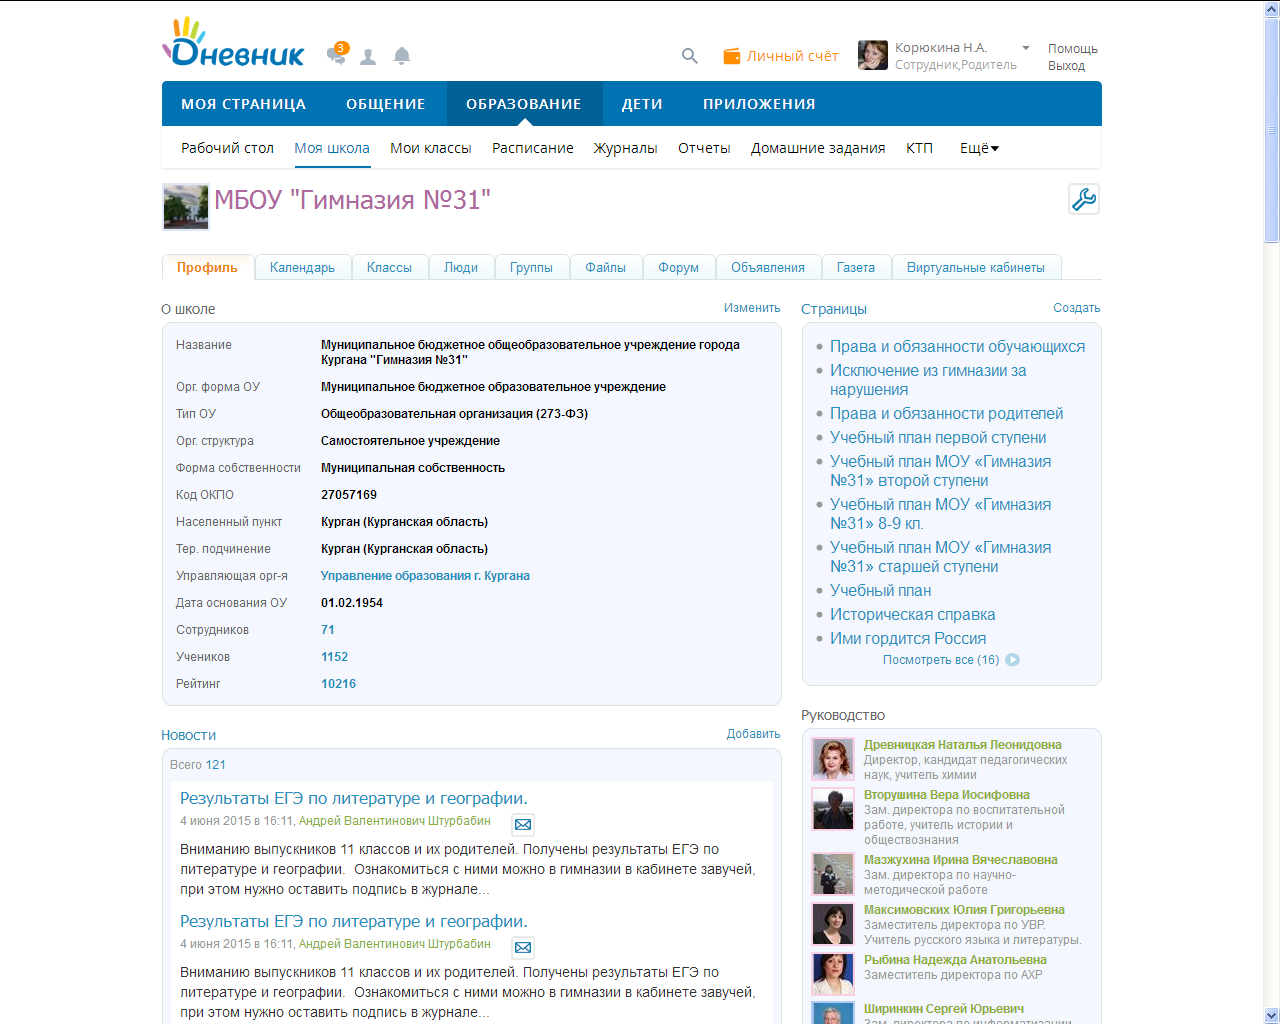 Дневник
3
Личный счёт
Корюкина Н.А.
Сотрудник,Родитель
Помощь
Выход
МОЯ СТРАНИЦА ОБЩЕНИЕ ОБРАЗОВАНИЕ ДЕТИ ПРИЛОЖЕНИЯ
Рабочий стол Моя школа Мои классы Расписание Журналы Отчеты Домашние задания КТП Ещё
МБОУ "Гимназия №31"
Профиль Календарь Классы Люди Группы Файлы Форум Объявления Газета Виртуальные кабинеты
О школе Изменить
Название Муниципальное бюджетное общеобразовательное учреждение города
Кургана "Гимназия №31"
Орг. форма ОУ Муниципальное бюджетное образовательное учреждение
Тип ОУ Общеобразовательная организация (273-ФЗ)
Орг. структура Самостоятельное учреждение
Форма собственности Муниципальная собственность
Код ОКПО 27057169
Населенный пункт Курган (Курганская область)
Тер. подчинение Курган (Курганская область)
Управляющая орг-я Управление образования г. Кургана
Дата основания ОУ 01.02.1954
Сотрудников 71
Учеников 1152
Рейтинг 10216
Новости Добавить
Всего 121
Результаты ЕГЭ по литературе и географии.
4 июня 2015 в 16:11, Андрей Валентинович Штурбабин
Вниманию выпускников 11 классов и их родителей. Получены результаты ЕГЭ по
литературе и географии.  Ознакомиться с ними можно в гимназии в кабинете завучей,
при этом нужно оставить подпись в журнале...
Результаты ЕГЭ по литературе и географии.
4 июня 2015 в 16:11, Андрей Валентинович Штурбабин
Вниманию выпускников 11 классов и их родителей. Получены результаты ЕГЭ по
литературе и географии.  Ознакомиться с ними можно в гимназии в кабинете завучей,
при этом нужно оставить подпись в журнале...
Страницы Создать
Права и обязанности обучающихся
Исключение из гимназии за
нарушения
Права и обязанности родителей
Учебный план первой ступени
Учебный план МОУ «Гимназия
№31» второй ступени
Учебный план МОУ «Гимназия
№31» 8-9 кл.
Учебный план МОУ «Гимназия
№31» старшей ступени
Учебный план
Историческая справка
Ими гордится Россия
Посмотреть все (16)
Руководство
Древницкая Наталья Леонидовна
Директор, кандидат педагогических
наук, учитель химии
Вторушина Вера Иосифовна
Зам. директора по воспитательной
работе, учитель истории и
обществознания
Мазжухина Ирина Вячеславовна
Зам. директора по научно-
методической работе
Максимовских Юлия Григорьевна
Заместитель директора по УВР.
Учитель русского языка и литературы.
Рыбина Надежда Анатольевна
Заместитель директора по АХР
Ширинкин Сергей Юрьевич
Зам. директора по информатизации